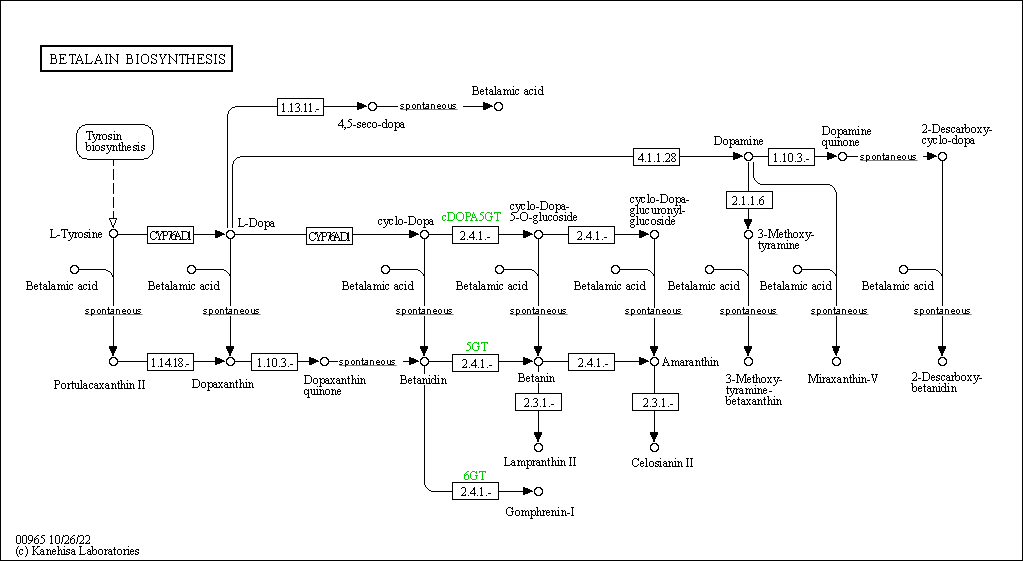 BETALAIN BIOSYNTHESIS
Betalamic acid
1.13.11.-
spontaneous
4,5-seco-dopa
Tyrosin
biosynthesis
Dopamine
Dopamine
quinone
2-Descarboxy-
cyclo-dopa
4.1.1.28
1.10.3.-
spontaneous
2.1.1.6
L-Tyrosine
CYP76AD1
L-Dopa
CYP76AD1
cyclo-Dopa
cDOPA5GT
2.4.1.-
cyclo-Dopa-
5-O-glucoside
2.4.1.-
cyclo-Dopa-
glucuronyl-
glucoside
3-Methoxy-
tyramine
Betalamic acid
Betalamic acid
Betalamic acid
Betalamic acid
Betalamic acid
Betalamic acid
Betalamic acid
Betalamic acid
spontaneous
spontaneous
spontaneous
spontaneous
spontaneous
spontaneous
spontaneous
spontaneous
Portulacaxanthin II
1.14.18.-
Dopaxanthin
1.10.3.-
Dopaxanthin
quinone
spontaneous
Betanidin
5GT
2.4.1.-
Betanin
2.4.1.-
Amaranthin
3-Methoxy-
tyramine-
betaxanthin
Miraxanthin-V
2-Descarboxy-
betanidin
2.3.1.-
2.3.1.-
Lampranthin II
Celosianin II
6GT
2.4.1.-
Gomphrenin-I
00965 10/26/22
(c) Kanehisa Laboratories